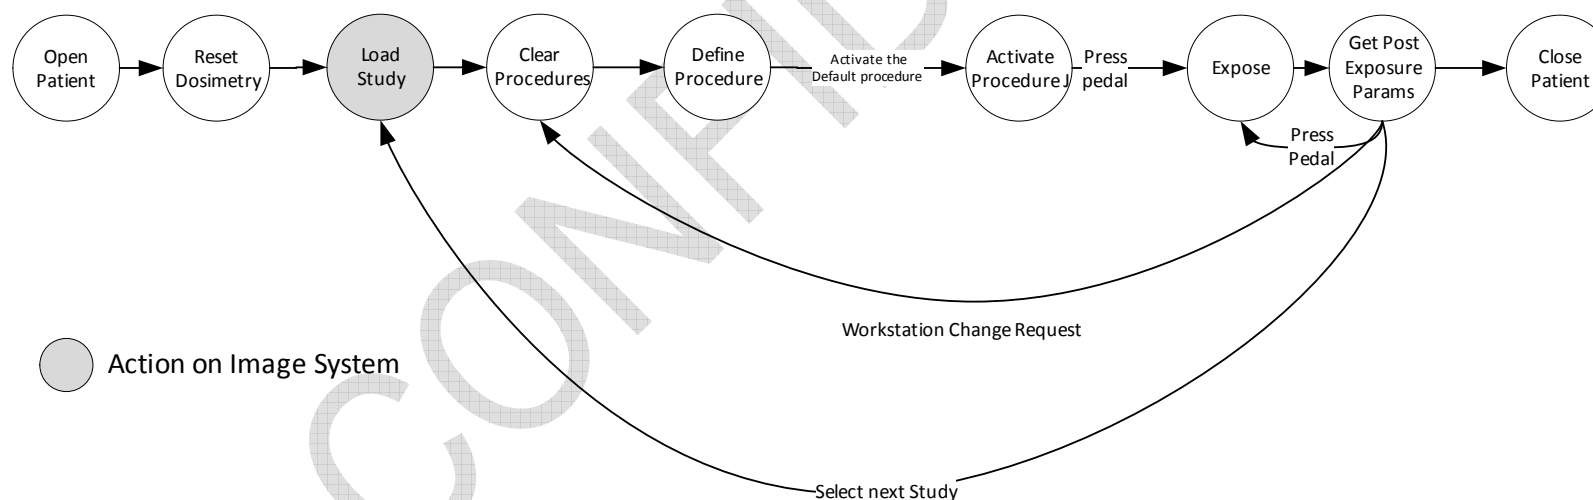 Open
Patient
Reset
Dosimetry
Load
Study
Clear
Procedures
Define
Procedure
Activate the
Default procedure
Activate
Procedure J
Press
pedal
Expose
Get Post
Exposure
Params
Close
Patient
Press
Pedal
Workstation Change Request
Action on Image System
Select next Study